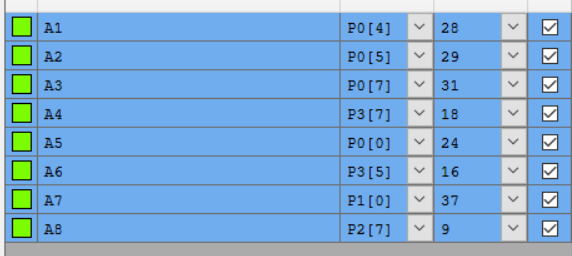 A1 P0[4] 28
A2 P0[5] 29
A3 P0[7] 31
A4 P3[7] 18
A5 P0[0] 24
A6 P3[5] 16
A7 P1[0] 37
A8 P2[7] 9